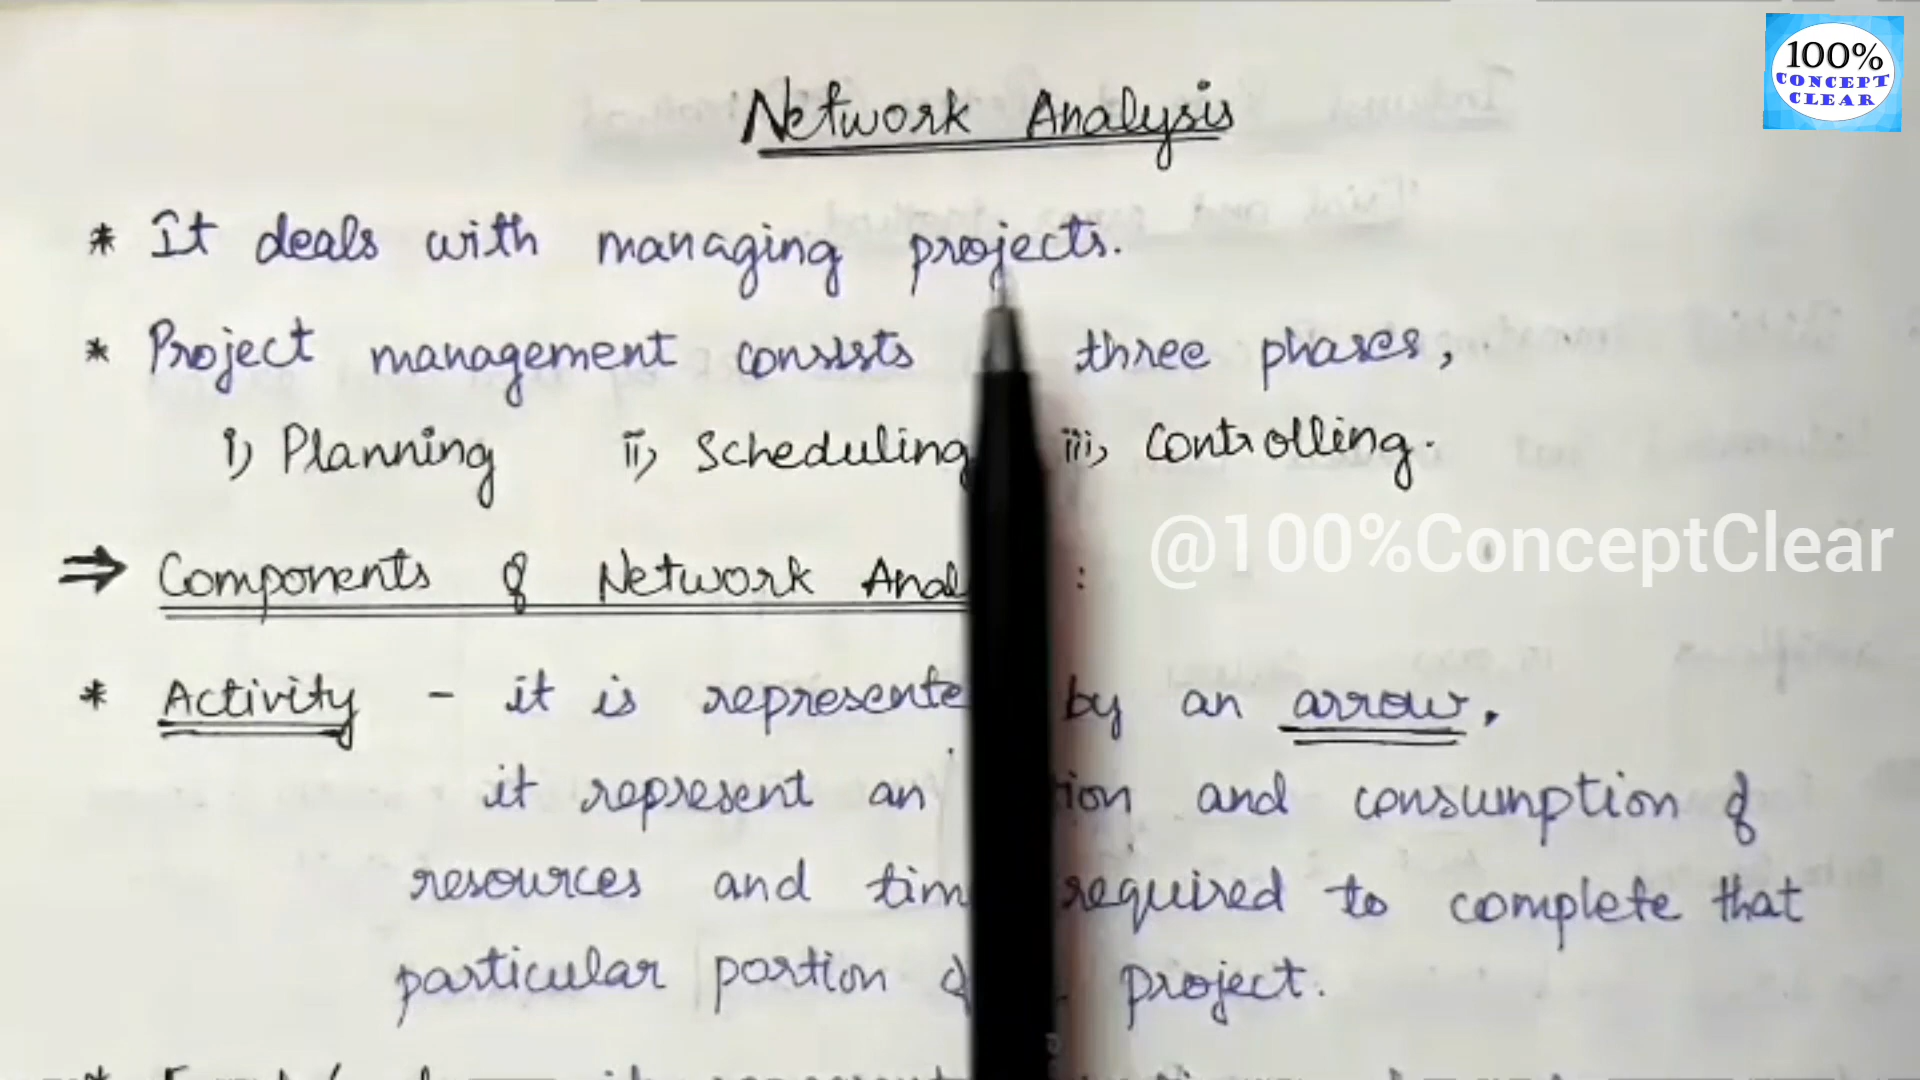 100%
CONCEPT
CLEAR
Network Analysis
* It deals with managing projects.
* Project management consists three phases,
i) Planning ii) Scheduling iii) Controlling.
⇒ Components of Network Anal :
@100%ConceptClear
* Activity - it is represente by an arrow.
it represent an tion and consumption of
resources and tim required to complete that
particular portion project.